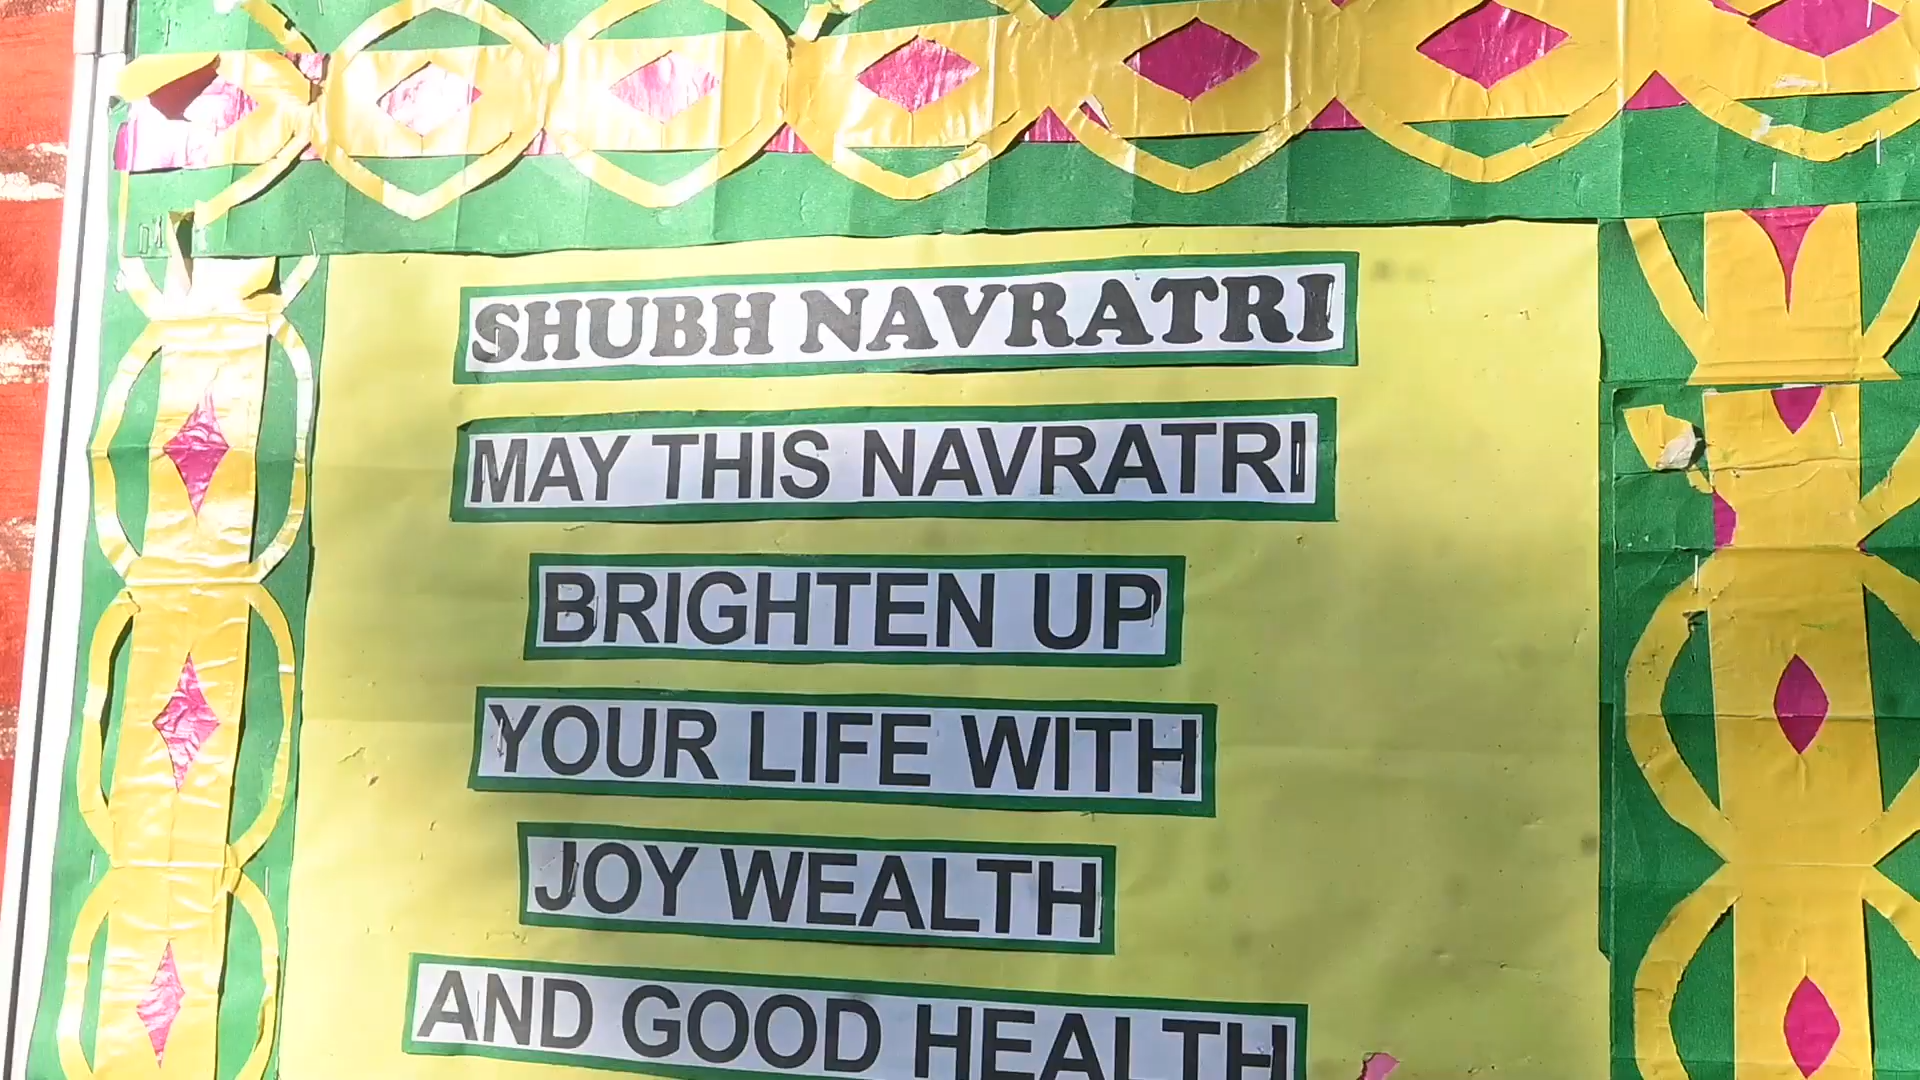 SHUBH NAVRATRI
MAY THIS NAVRATRI
BRIGHTEN UP
YOUR LIFE WITH
JOY WEALTH
AND GOOD HEALTH